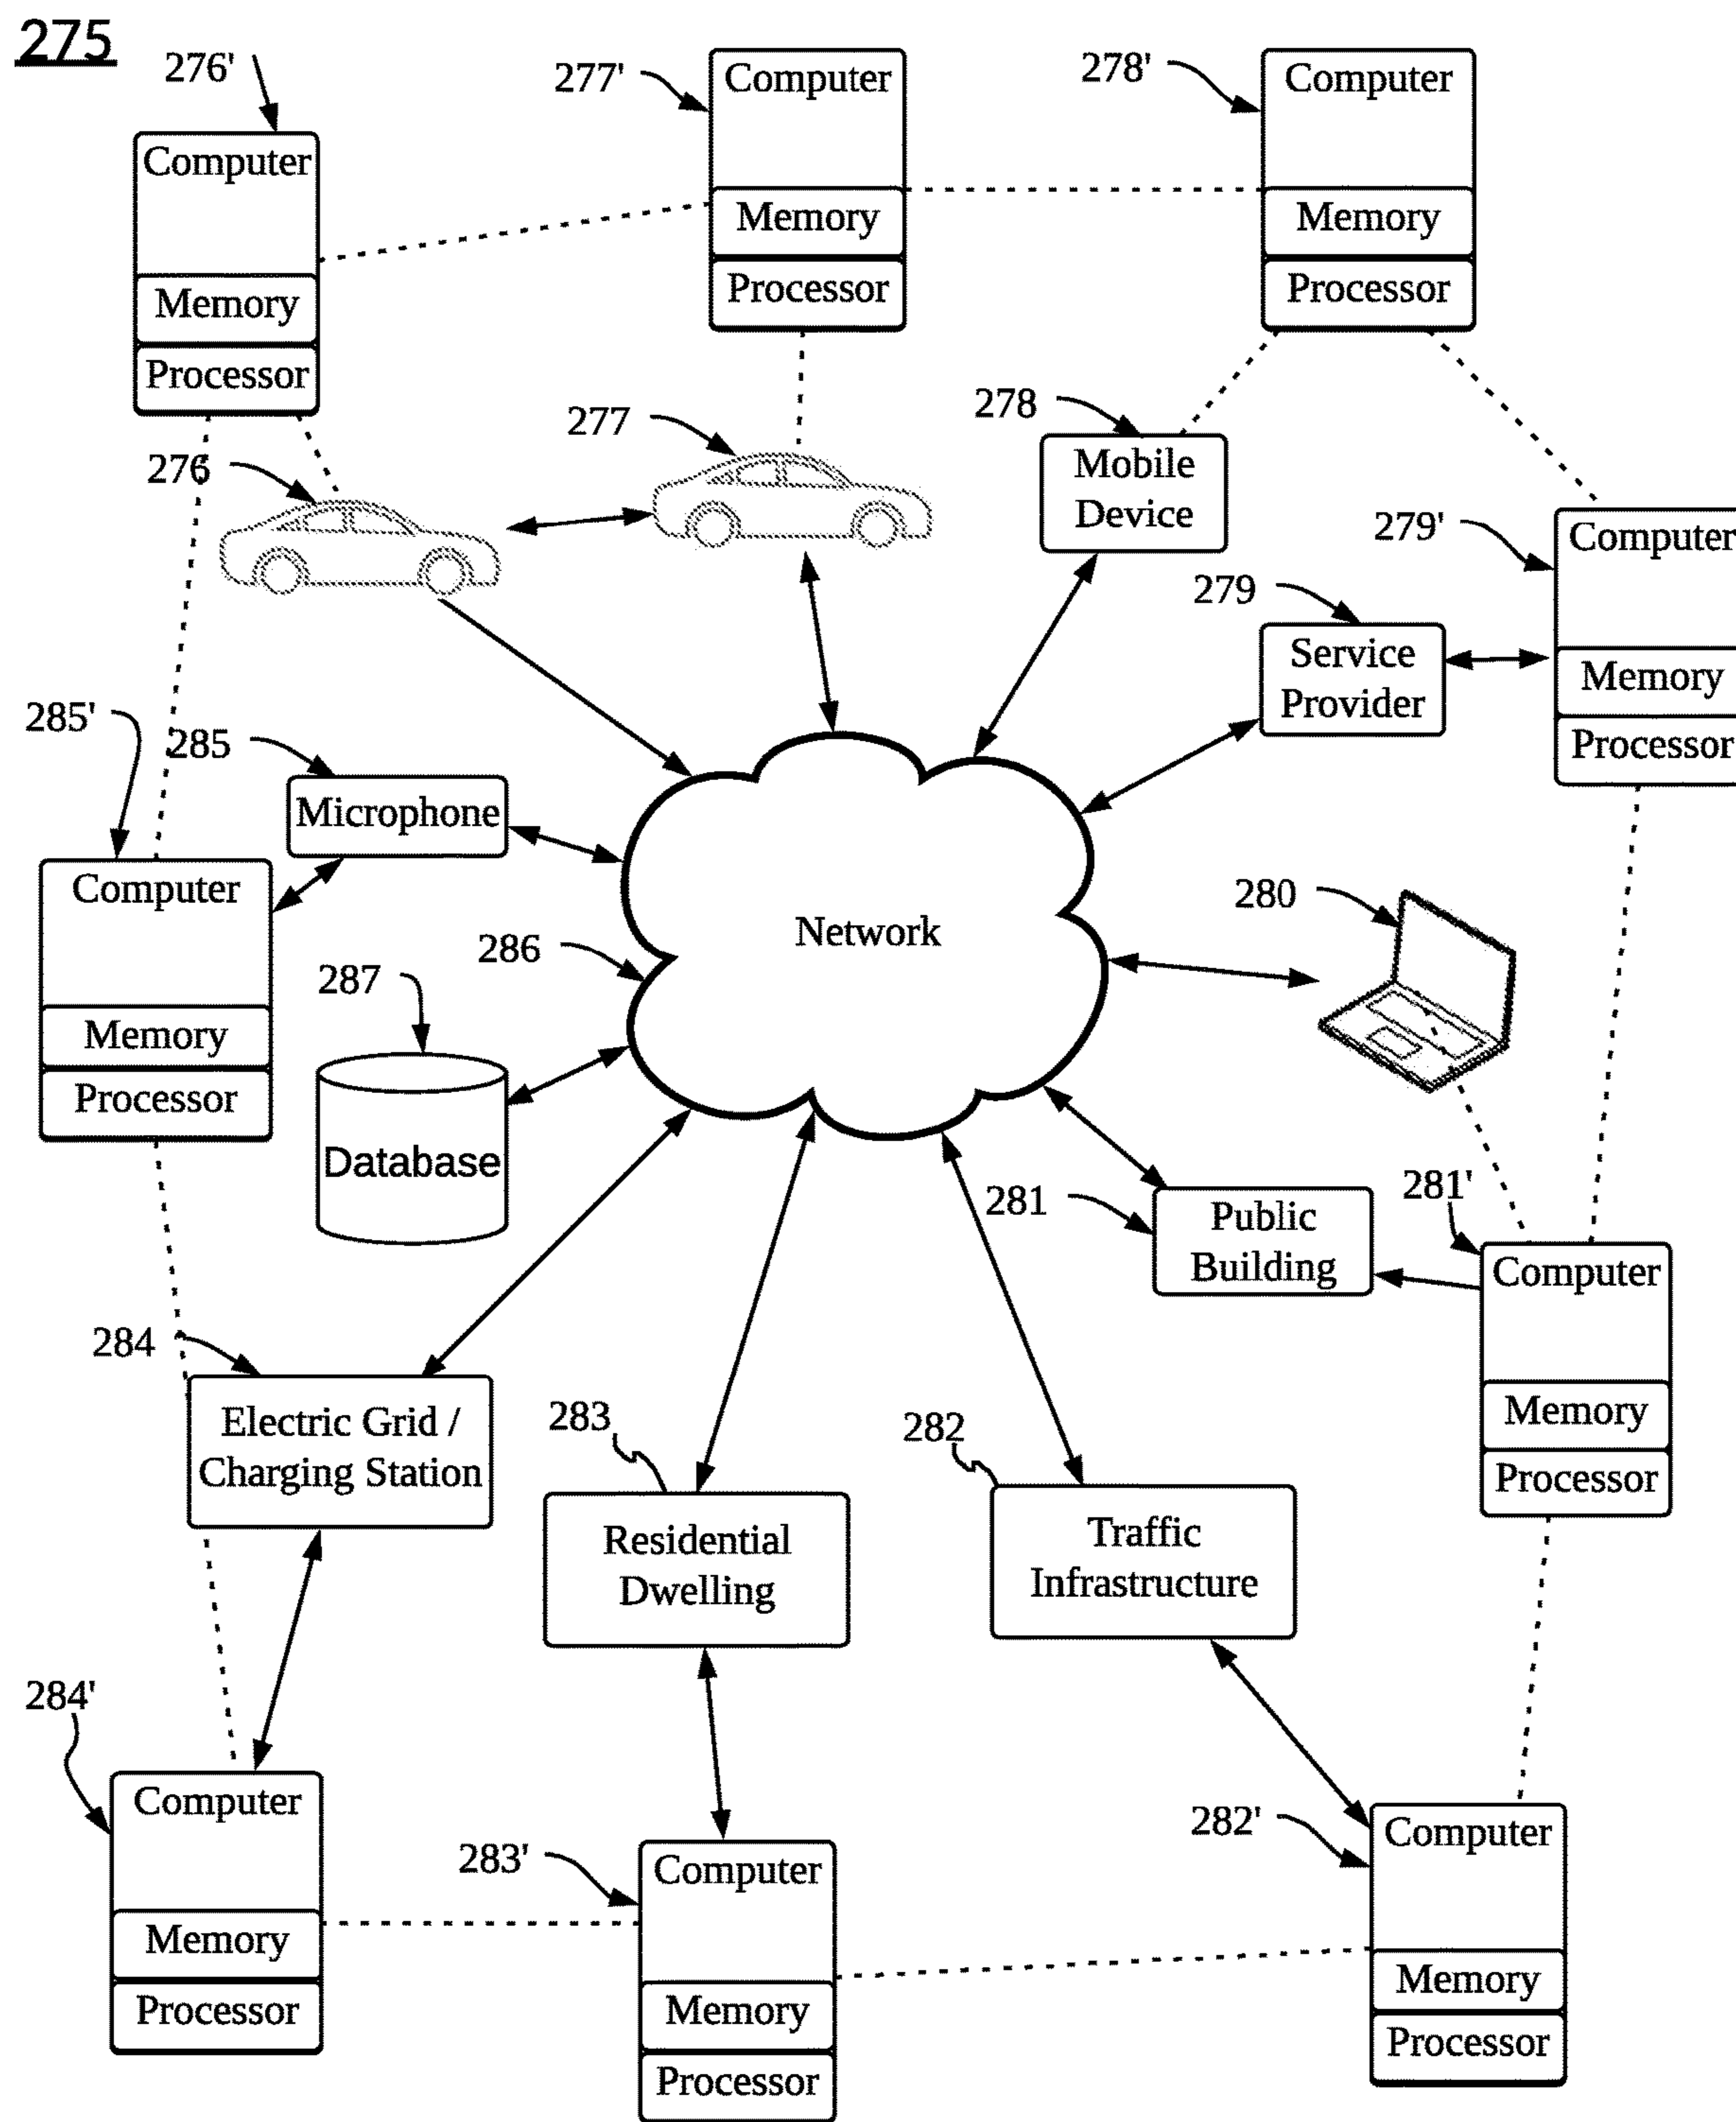 275
276'
277'
278'
Computer
Memory
Processor
Computer
Memory
Processor
Computer
Memory
Processor
276
277
278
Mobile
Device
279'
Computer
Memory
Processor
279
Service
Provider
285'
285
Microphone
Computer
Memory
Processor
286
Network
280
287
Database
281
Public
Building
281'
Computer
Memory
Processor
284
Electric Grid /
Charging Station
283
Residential
Dwelling
282
Traffic
Infrastructure
284'
Computer
Memory
Processor
283'
Computer
Memory
Processor
282'
Computer
Memory
Processor